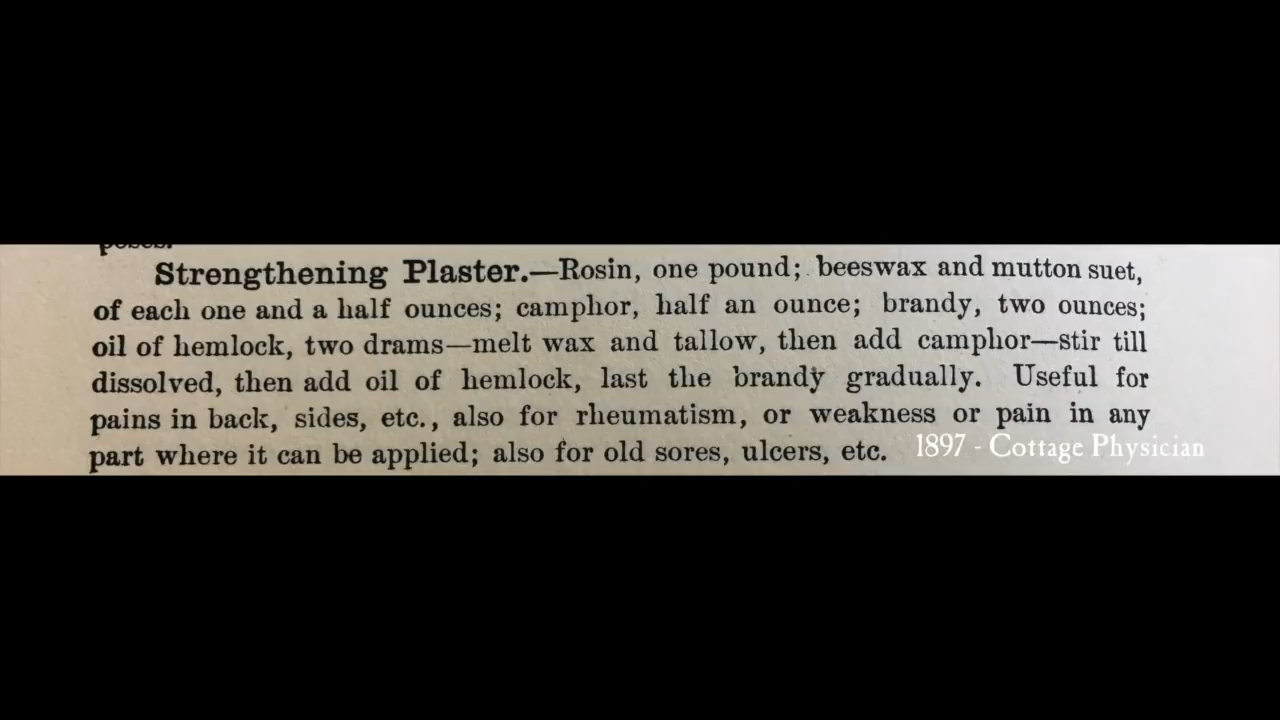 poses.
Strengthening Plaster.—Rosin, one pound; beeswax and mutton suet,
of each one and a half ounces; camphor, half an ounce; brandy, two ounces;
oil of hemlock, two drams—melt wax and tallow, then add camphor—stir till
dissolved, then add oil of hemlock, last the brandy gradually. Useful for
pains in back, sides, etc., also for rheumatism, or weakness or pain in any
part where it can be applied; also for old sores, ulcers, etc.
1897 - Cottage Physician